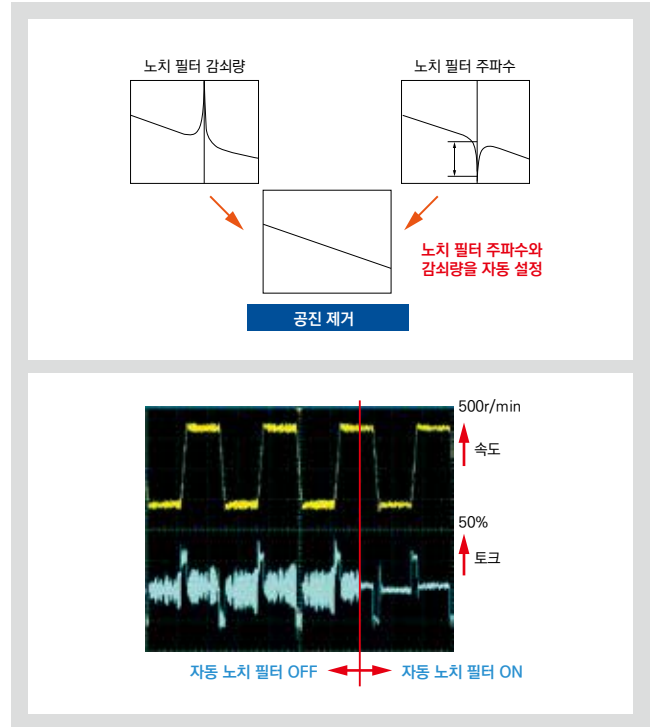 노치 필터 감쇠량
노치 필터 주파수
노치 필터 주파수와
감쇠량을 자동 설정
공진 제거
500r/min
속도
50%
토크
자동 노치 필터 OFF
자동 노치 필터 ON